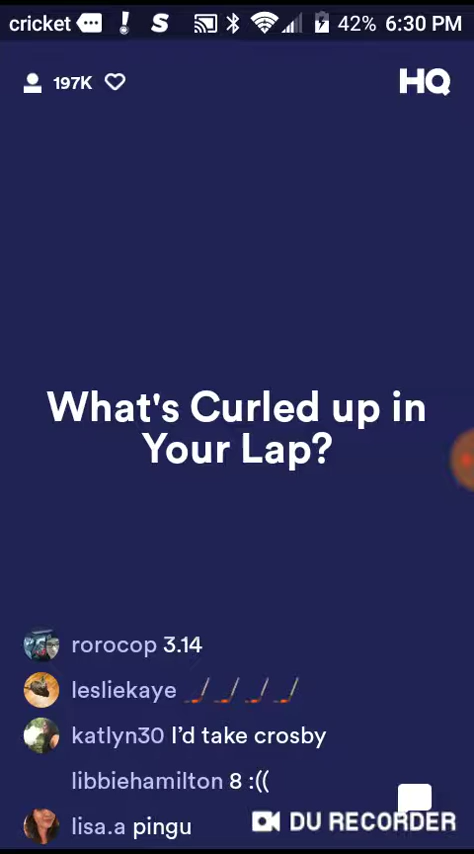 cricket 42% 6:30 PM
197K HQ
What's Curled up in
Your Lap?
rorocop 3.14
lesliekaye
katlyn30 I'd take crosby
libbiehamilton 8 :((
lisa.a pingu
DU RECORDER